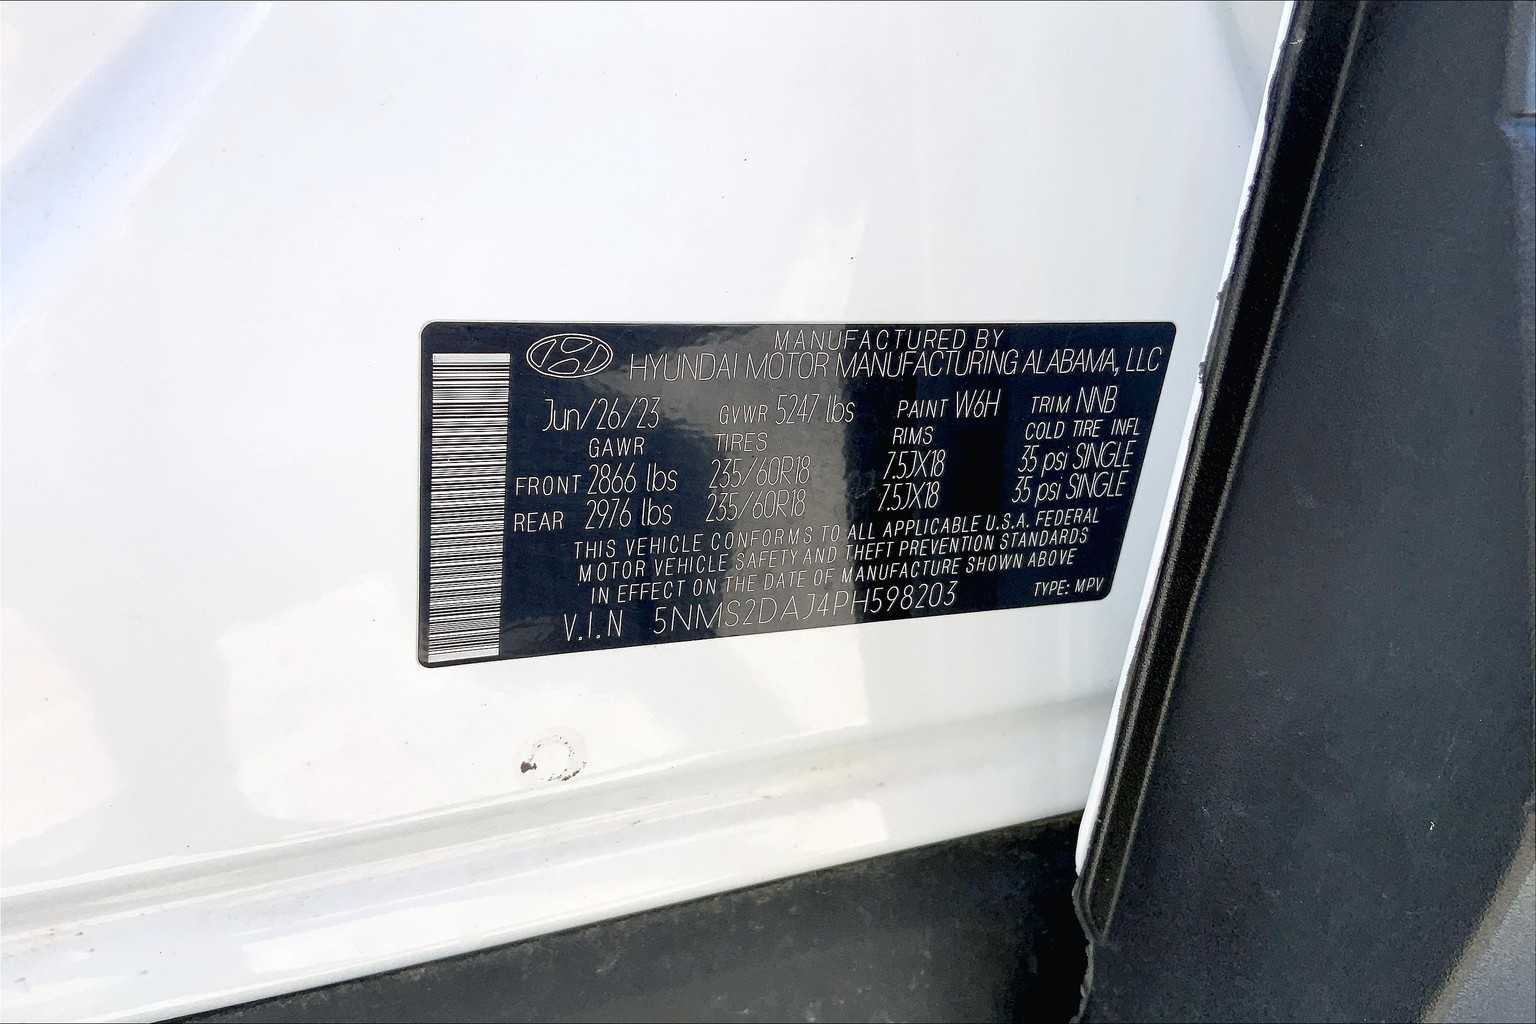 MANUFACTURED BY
HYUNDAI MOTOR MANUFACTURING ALABAMA, LLC
Jun/26/23 GVWR 5247 lbs PAINT W6H TRIM NNB
GAWR TIRES RIMS COLD TIRE INFL
FRONT 2866 lbs 235/60R18 7.5JX18 35 psi SINGLE
REAR 2976 lbs 235/60R18 7.5JX18 35 psi SINGLE
THIS VEHICLE CONFORMS TO ALL APPLICABLE U.S.A. FEDERAL
MOTOR VEHICLE SAFETY AND THEFT PREVENTION STANDARDS
IN EFFECT ON THE DATE OF MANUFACTURE SHOWN ABOVE
V.I.N 5NMS2DAJ4PH598203 TYPE: MPV